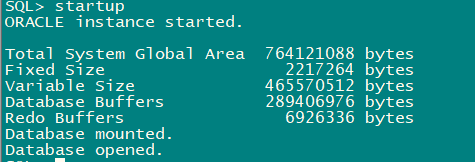 SQL> startup
ORACLE instance started.
Total System Global Area  764121088 bytes
Fixed Size                  2217264 bytes
Variable Size             465570512 bytes
Database Buffers          289406976 bytes
Redo Buffers                6926336 bytes
Database mounted.
Database opened.